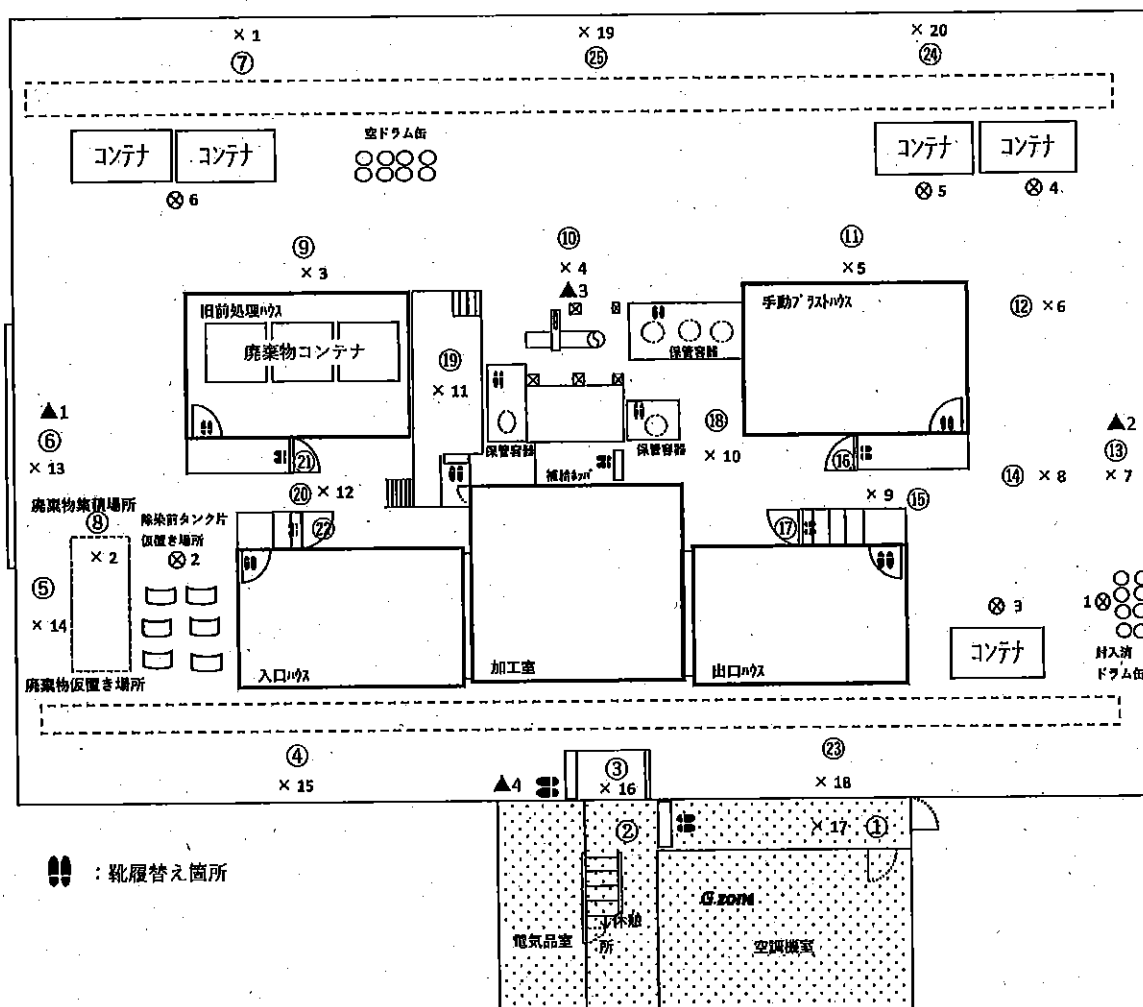 × 1
× 19
× 20
⑦
㉕
㉔
コンテナ
コンテナ
空ドラム缶
コンテナ
コンテナ
⊗ 6
⊗ 5
⊗ 4
⑨
× 3
⑩
× 4
▲3
⑪
× 5
⑫ × 6
旧前処理ハウス
廃棄物コンテナ
手動ブラストハウス
保管容器
⑲
× 11
▲1
⑥
× 13
▲2
⑬
× 7
⑱
× 10
保管容器
保管容器
補給ホッパ
㉑
⑯
⑭ × 8
⑳ × 12
× 9 ⑮
廃棄物集積場所
⑧
× 2
除染前タンク片
仮置き場所
⊗ 2
㉒
⑰
⑤
× 14
⊗ 3
1 ⊗
コンテナ
封入済
ドラム缶
廃棄物仮置き場所
入口ハウス
加工室
出口ハウス
④
× 15
▲4
③
× 16
㉓
× 18
②
× 17 ①
:靴履替え箇所
G zone
休憩
所
電気品室
空調機室